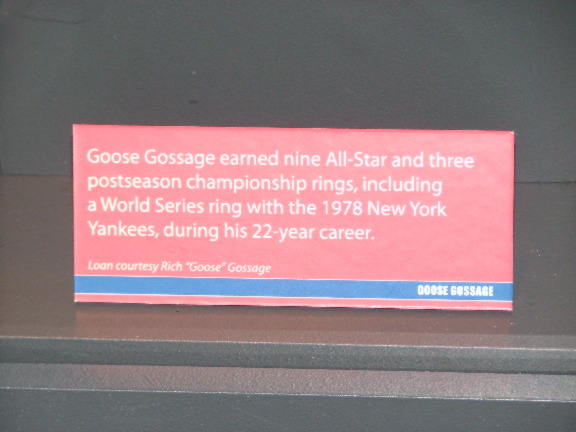 Goose Gossage earned nine All-Star and three
postseason championship rings, including
a World Series ring with the 1978 New York
Yankees, during his 22-year career.
Loan courtesy Rich "Goose" Gossage
GOOSE GOSSAGE